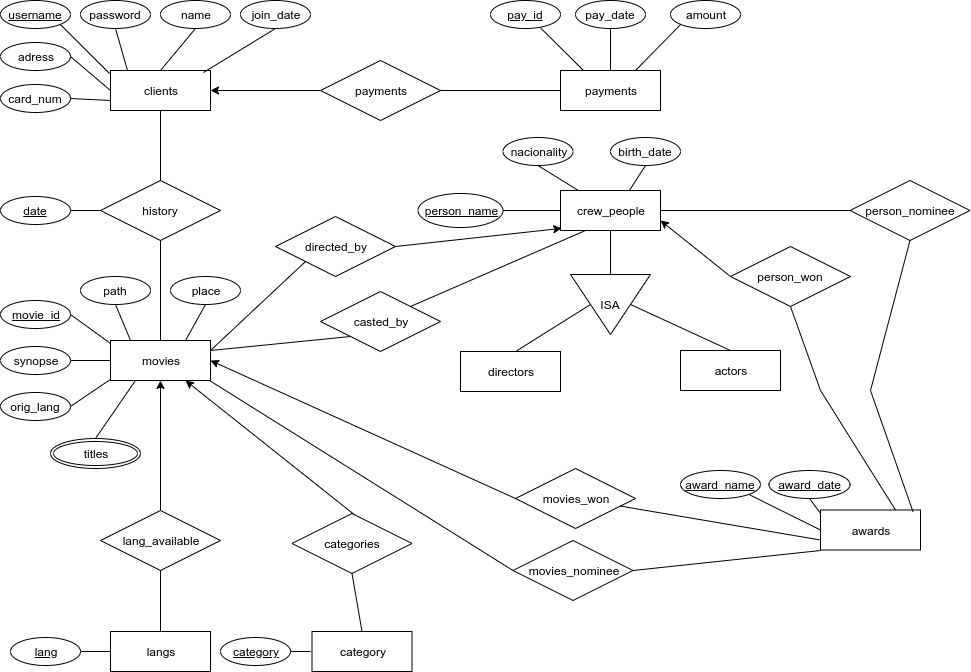 username
password
name
join_date
pay_id
pay_date
amount
adress
clients
payments
payments
card_num
nacionality
birth_date
date
history
person_name
crew_people
person_nominee
directed_by
person_won
path
place
ISA
movie_id
casted_by
synopse
movies
directors
actors
orig_lang
titles
award_name
award_date
movies_won
awards
lang_available
categories
movies_nominee
lang
langs
category
category